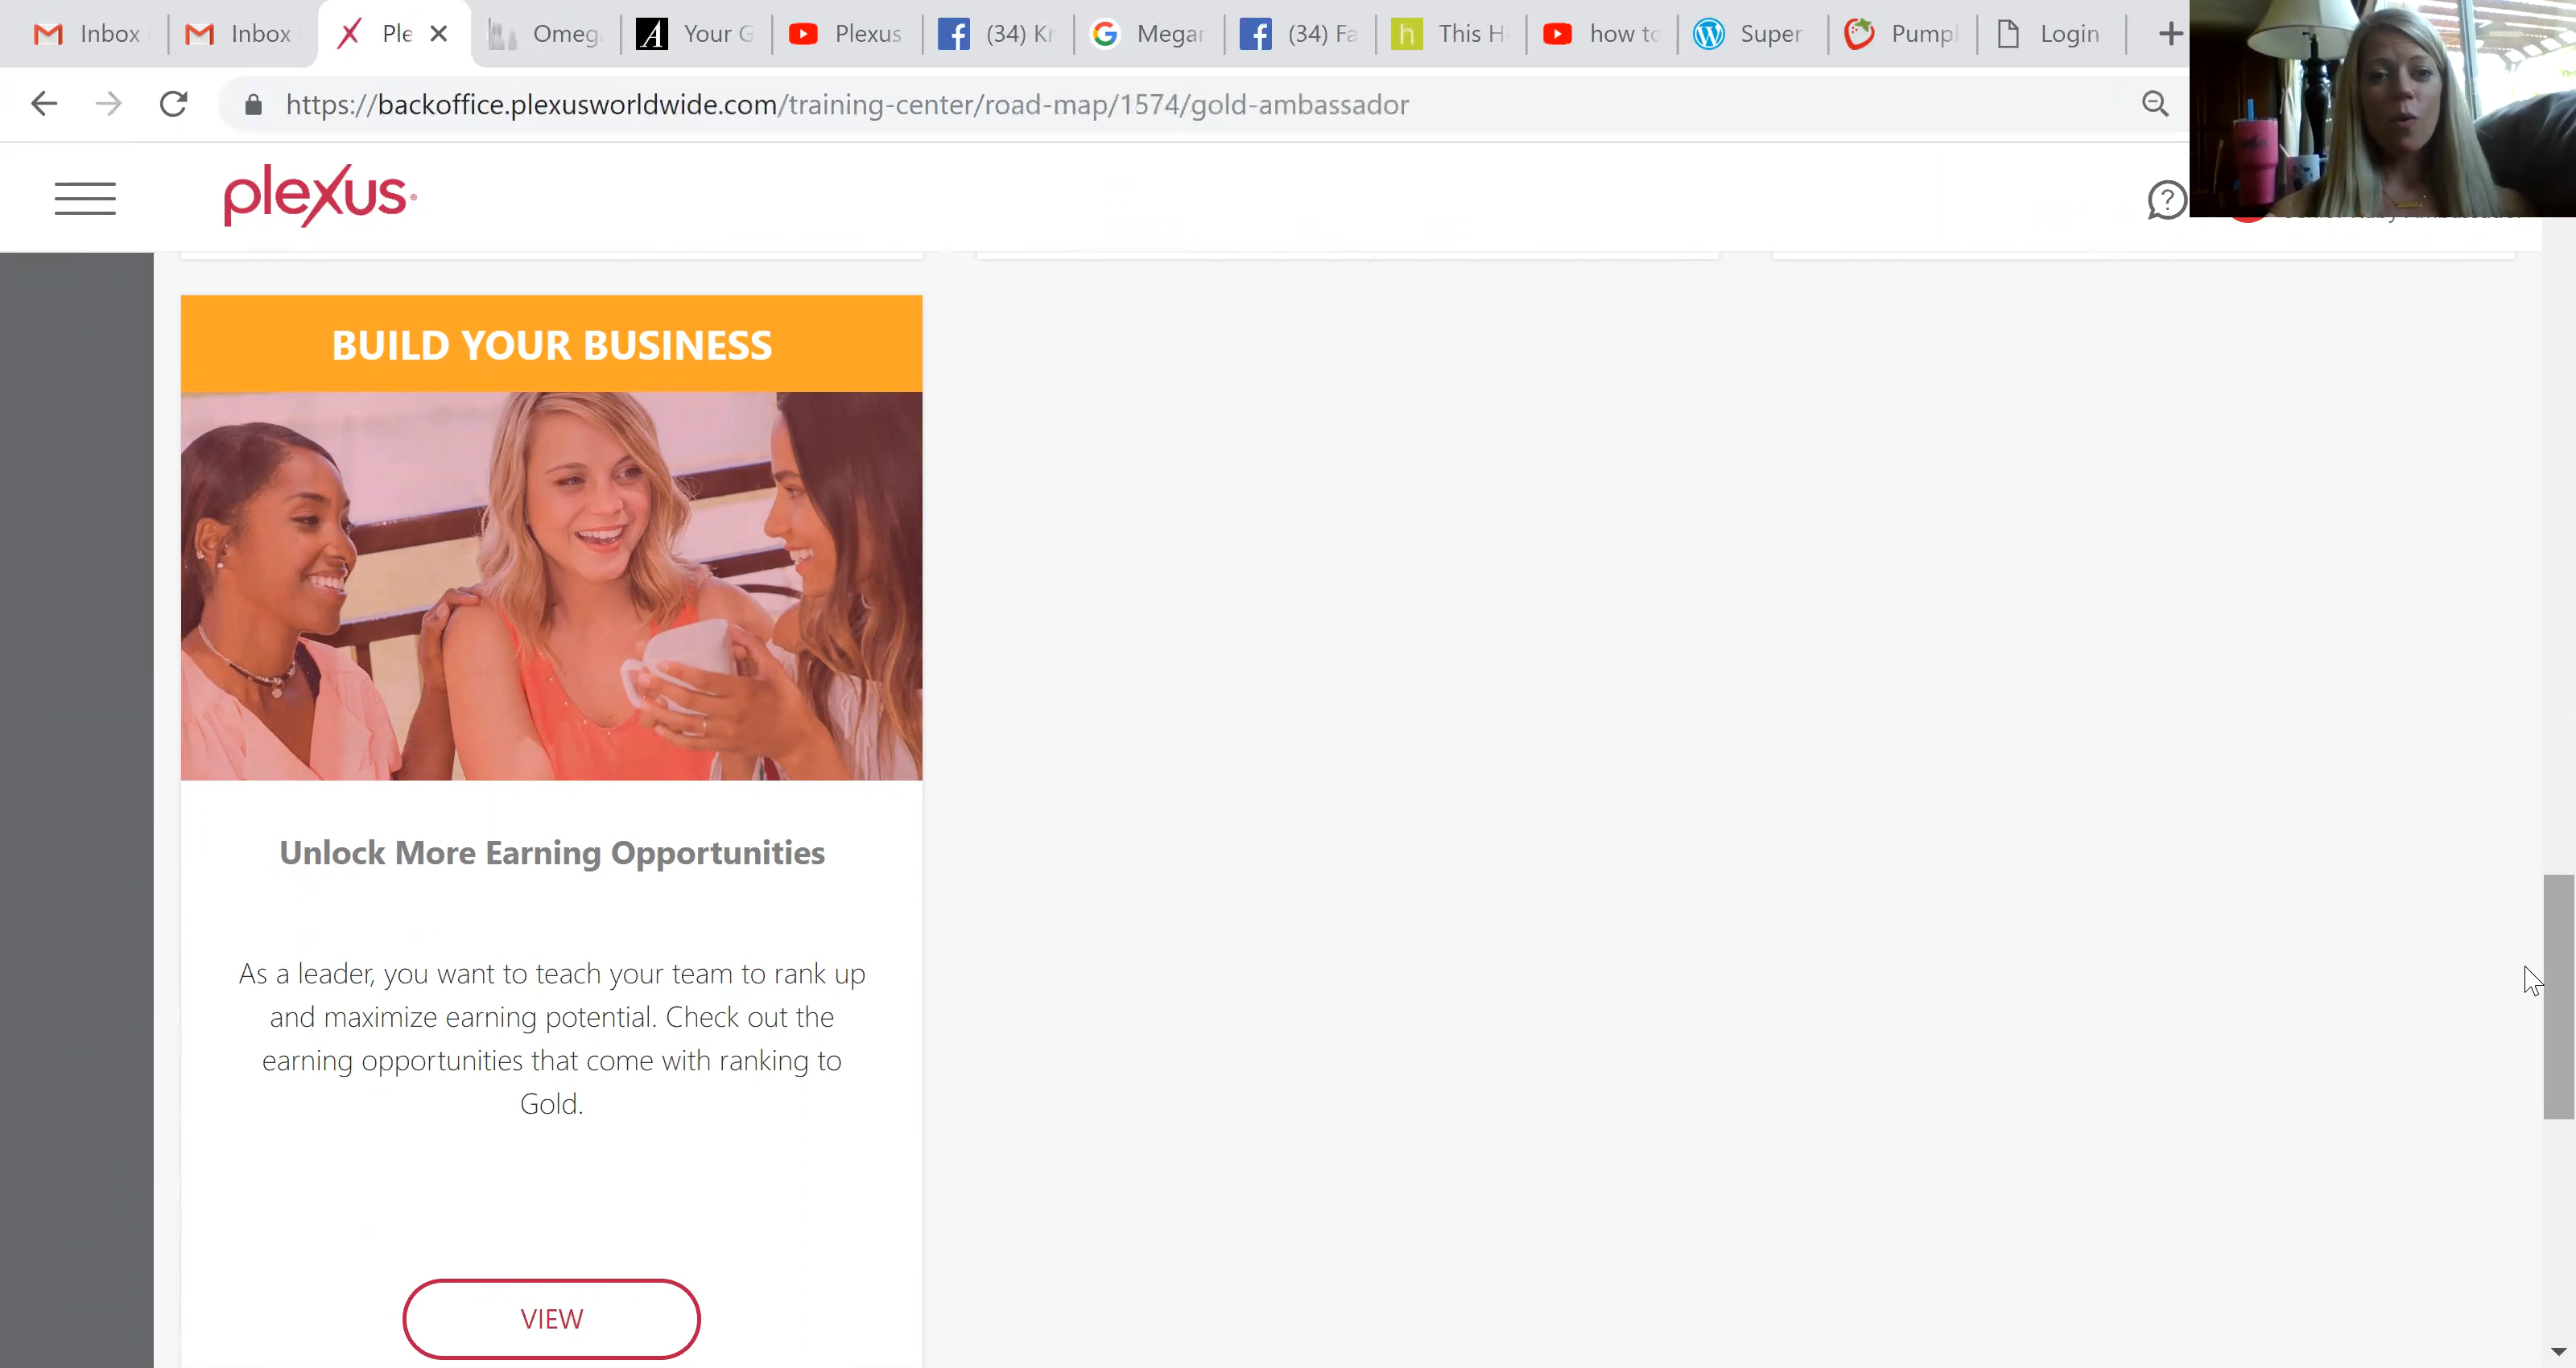 Inbox
Inbox
Ple
Omeg
Your G
Plexus
(34) Kr
Megar
(34) Fa
This H
how to
Super
Pump
Login
https://backoffice.plexusworldwide.com/training-center/road-map/1574/gold-ambassador
plexus
BUILD YOUR BUSINESS
Unlock More Earning Opportunities
As a leader, you want to teach your team to rank up
and maximize earning potential. Check out the
earning opportunities that come with ranking to
Gold.
VIEW